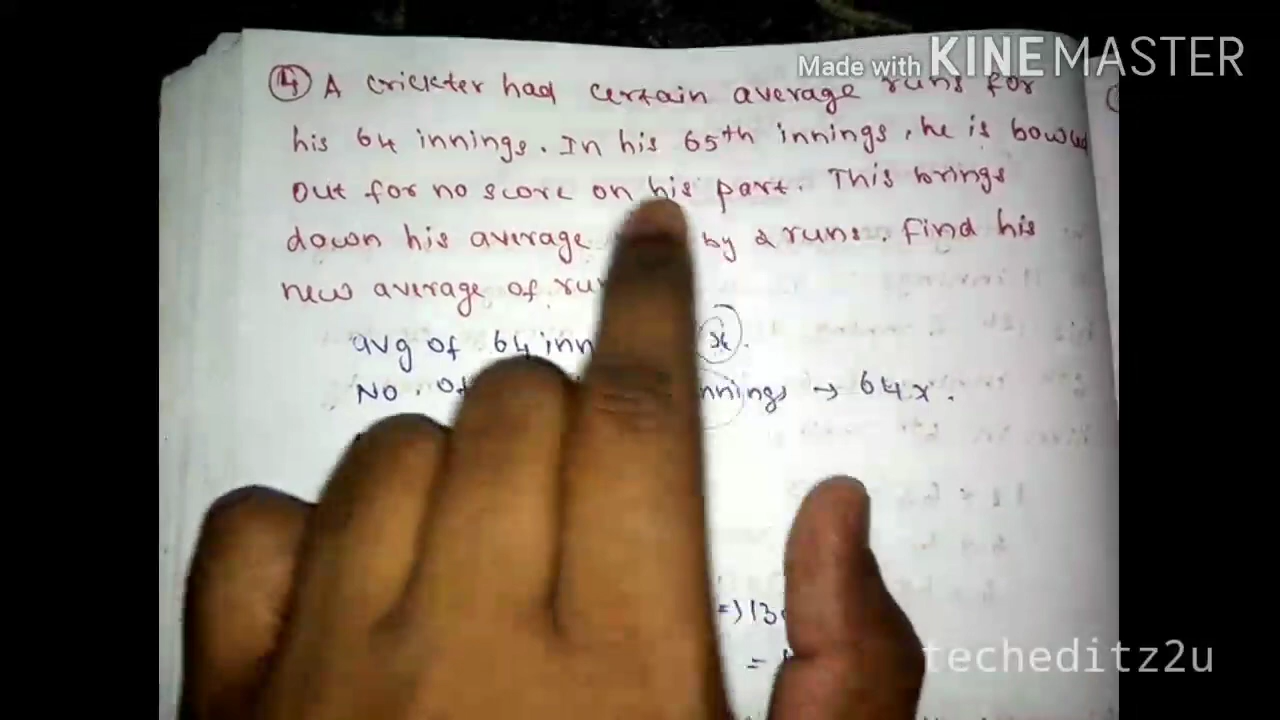 Made with KINEMASTER
④ A crickter had certain average runs for
his 64 innings. In his 65th innings, he is bowled
out for no score on his part. This brings
down his average by 2 runs. Find his
new average of
avg of 64 x.
No. of innings → 64x.
=) 13
=
techeditz2u